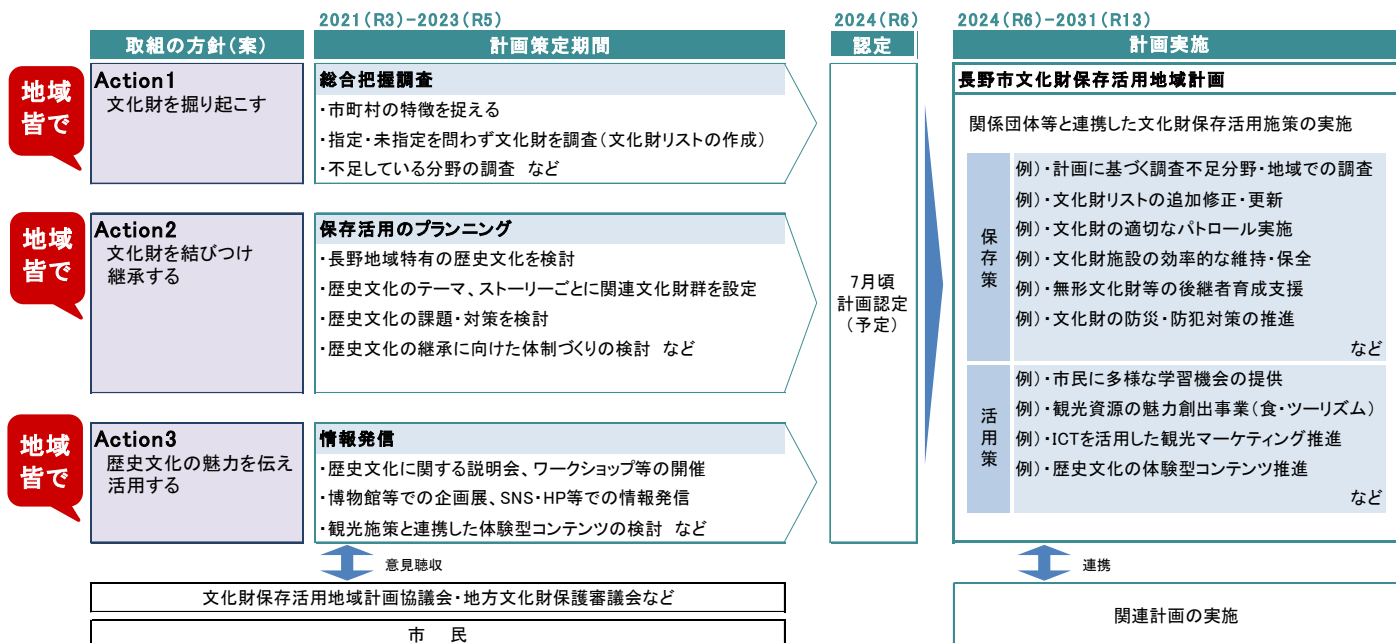 2021(R3)-2023(R5)
2024(R6)
2024(R6)-2031(R13)
取組の方針(案)
計画策定期間
認定
計画実施
地域
皆で
Action1
文化財を掘り起こす
総合把握調査
・市町村の特徴を捉える
・指定・未指定を問わず文化財を調査(文化財リストの作成)
・不足している分野の調査 など
地域
皆で
Action2
文化財を結びつけ
継承する
保存活用のプランニング
・長野地域特有の歴史文化を検討
・歴史文化のテーマ、ストーリーごとに関連文化財群を設定
・歴史文化の課題・対策を検討
・歴史文化の継承に向けた体制づくりの検討 など
地域
皆で
Action3
歴史文化の魅力を伝え
活用する
情報発信
・歴史文化に関する説明会、ワークショップ等の開催
・博物館等での企画展、SNS・HP等での情報発信
・観光施策と連携した体験型コンテンツの検討 など
7月頃
計画認定
(予定)
長野市文化財保存活用地域計画
関係団体等と連携した文化財保存活用施策の実施
保存策
例)・計画に基づく調査不足分野・地域での調査
例)・文化財リストの追加修正・更新
例)・文化財の適切なパトロール実施
例)・文化財施設の効率的な維持・保全
例)・無形文化財等の後継者育成支援
例)・文化財の防災・防犯対策の推進
など
活用策
例)・市民に多様な学習機会の提供
例)・観光資源の魅力創出事業(食・ツーリズム)
例)・ICTを活用した観光マーケティング推進
例)・歴史文化の体験型コンテンツ推進
など
意見聴収
文化財保存活用地域計画協議会・地方文化財保護審議会など
市 民
連携
関連計画の実施